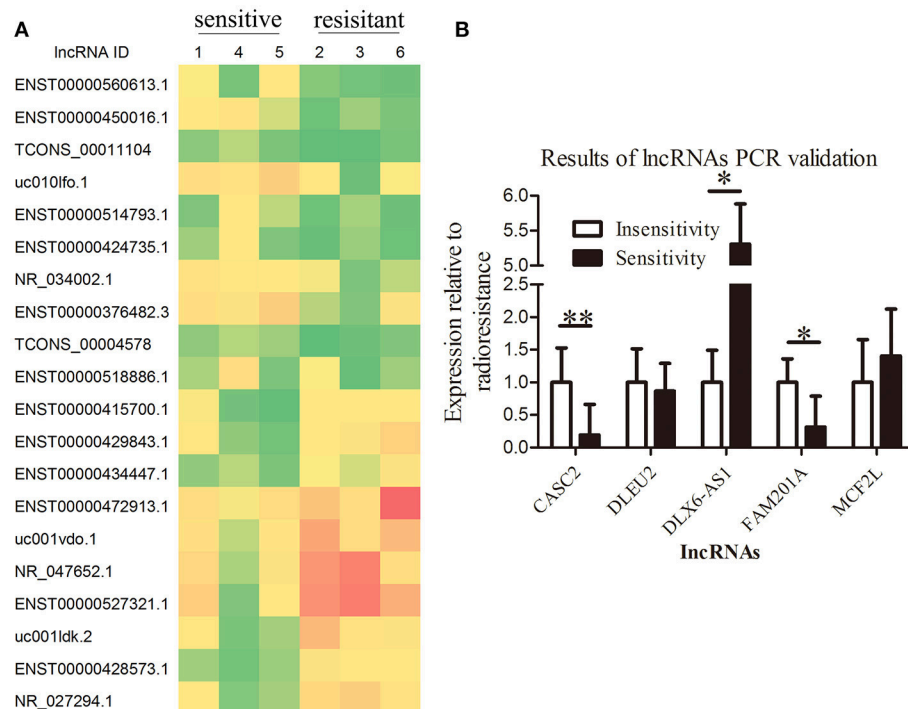 A
sensitive resisitant
lncRNA ID 1 4 5 2 3 6
ENST00000560613.1
ENST00000450016.1
TCONS_00011104
uc010lfo.1
ENST00000514793.1
ENST00000424735.1
NR_034002.1
ENST00000376482.3
TCONS_00004578
ENST00000518886.1
ENST00000415700.1
ENST00000429843.1
ENST00000434447.1
ENST00000472913.1
uc001vdo.1
NR_047652.1
ENST00000527321.1
uc001ldk.2
ENST00000428573.1
NR_027294.1
B
Results of lncRNAs PCR validation
Expression relative to
radioresistance
6.0
5.5
5.0
2.5
2.0
1.5
1.0
0.5
0.0
Insensitivity
Sensitivity
**
*
*
CASC2
DLEU2
DLX6-AS1
FAM201A
MCF2L
lncRNAs